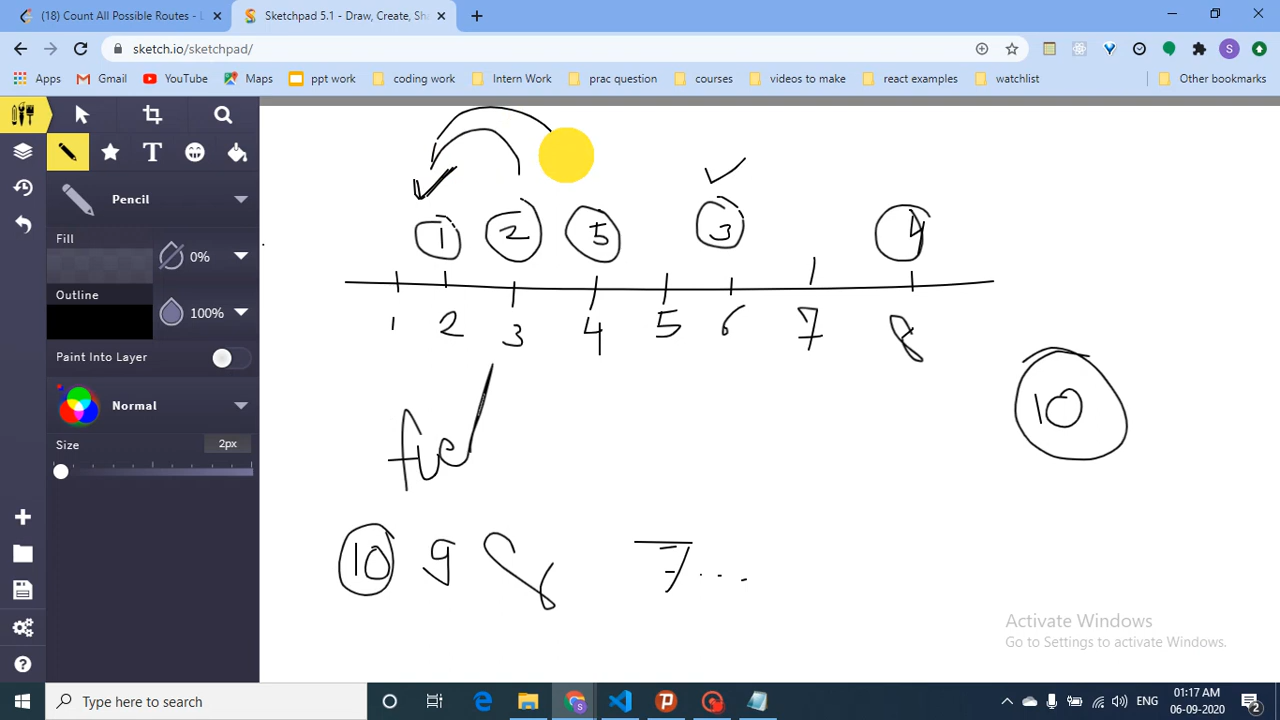 (18) Count All Possible Routes - L
Sketchpad 5.1 - Draw, Create, Sha
sketch.io/sketchpad/
S
Apps Gmail YouTube Maps ppt work coding work Intern Work prac question courses videos to make react examples watchlist Other bookmarks
Pencil
Fill
0%
Outline
100%
Paint Into Layer
Normal
Size 2px
1 2 5 3 4
1 2 3 4 5 6 7 8
10
fuel
10 9 8 7...
Activate Windows
Go to Settings to activate Windows.
Type here to search
ENG
01:17 AM
06-09-2020
2